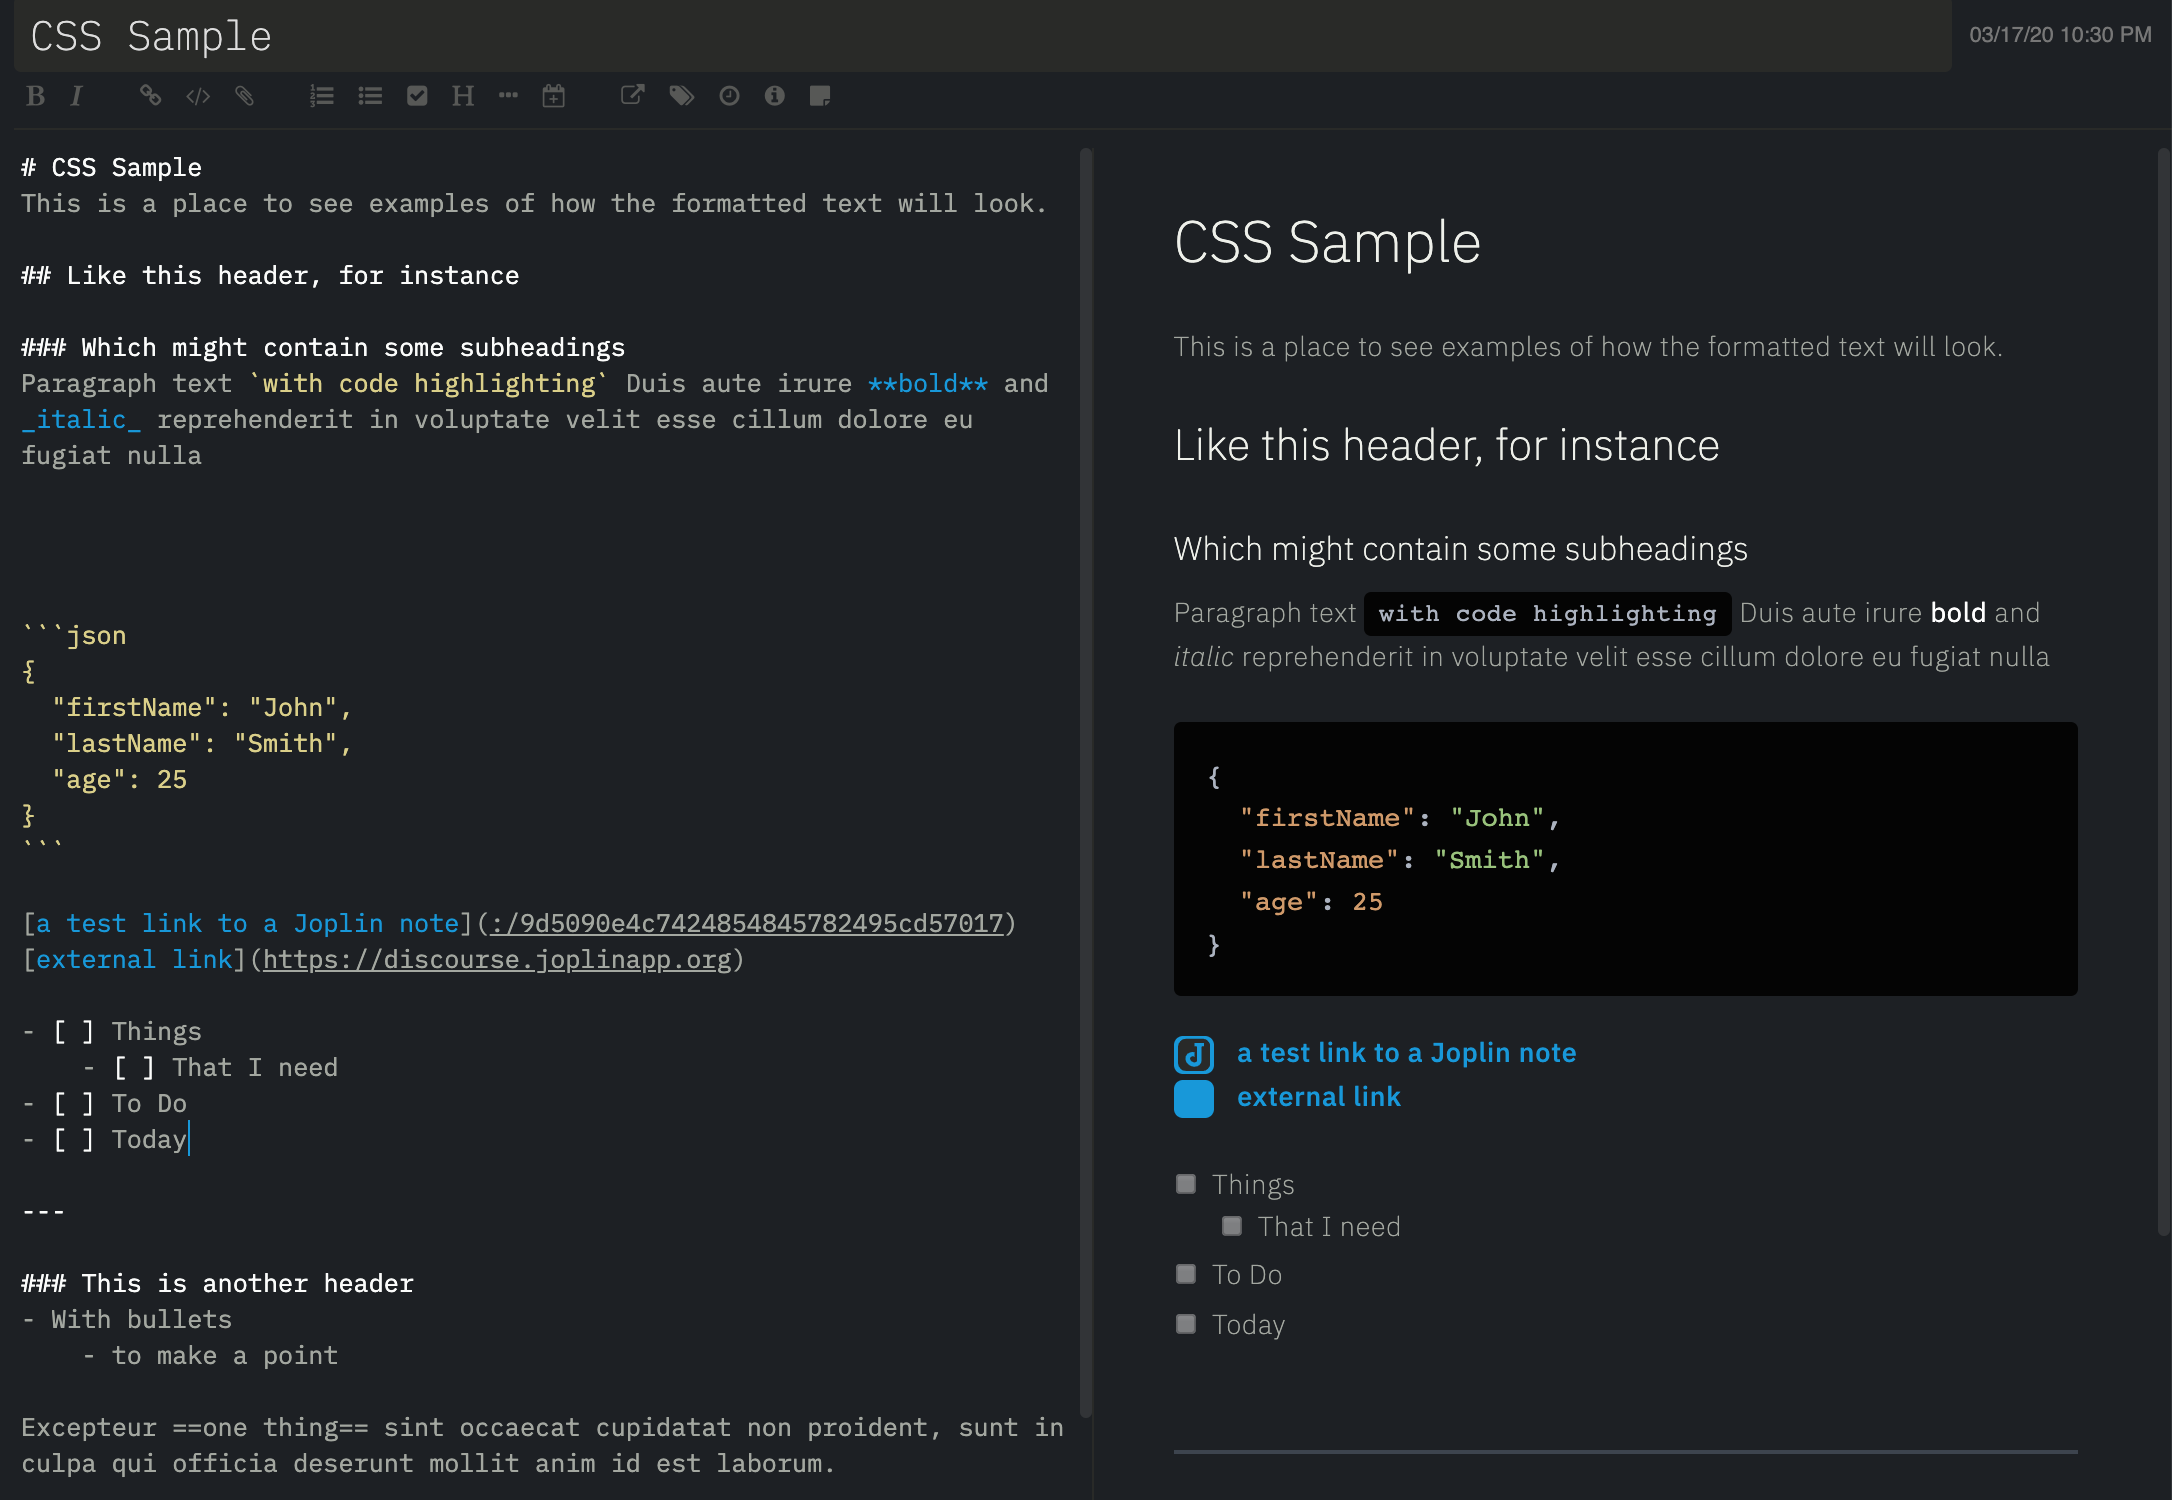 CSS Sample
03/17/20 10:30 PM
# CSS Sample
This is a place to see examples of how the formatted text will look.
## Like this header, for instance
### Which might contain some subheadings
Paragraph text `with code highlighting` Duis aute irure **bold** and
_italic_ reprehenderit in voluptate velit esse cillum dolore eu
fugiat nulla
```json
{
"firstName": "John",
"lastName": "Smith",
"age": 25
}
```
[a test link to a Joplin note](:/9d5090e4c7424854845782495cd57017)
[external link](https://discourse.joplinapp.org)
- [ ] Things
- [ ] That I need
- [ ] To Do
- [ ] Today
---
### This is another header
- With bullets
- to make a point
Excepteur ==one thing== sint occaecat cupidatat non proident, sunt in
culpa qui officia deserunt mollit anim id est laborum.
CSS Sample
This is a place to see examples of how the formatted text will look.
Like this header, for instance
Which might contain some subheadings
Paragraph text with code highlighting Duis aute irure bold and
italic reprehenderit in voluptate velit esse cillum dolore eu fugiat nulla
{
"firstName": "John",
"lastName": "Smith",
"age": 25
}
a test link to a Joplin note
external link
Things
That I need
To Do
Today